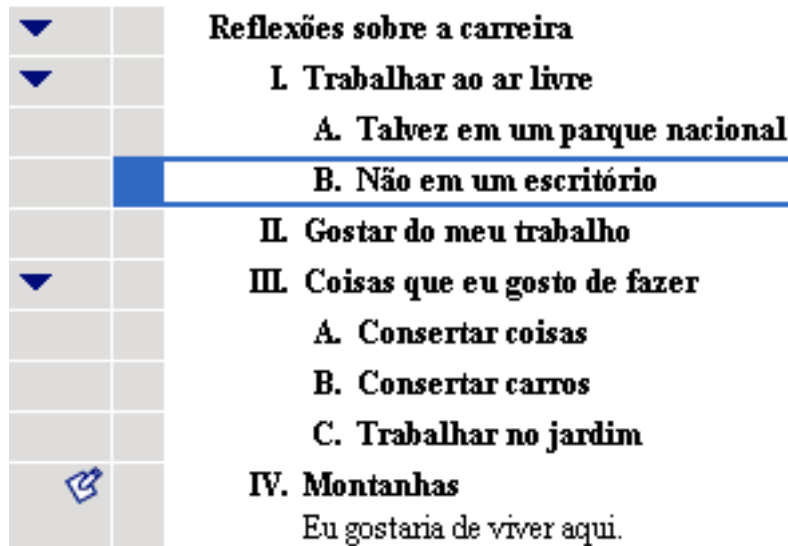 Reflexões sobre a carreira
I. Trabalhar ao ar livre
A. Talvez em um parque nacional
B. Não em um escritório
II. Gostar do meu trabalho
III. Coisas que eu gosto de fazer
A. Consertar coisas
B. Consertar carros
C. Trabalhar no jardim
IV. Montanhas
Eu gostaria de viver aqui.